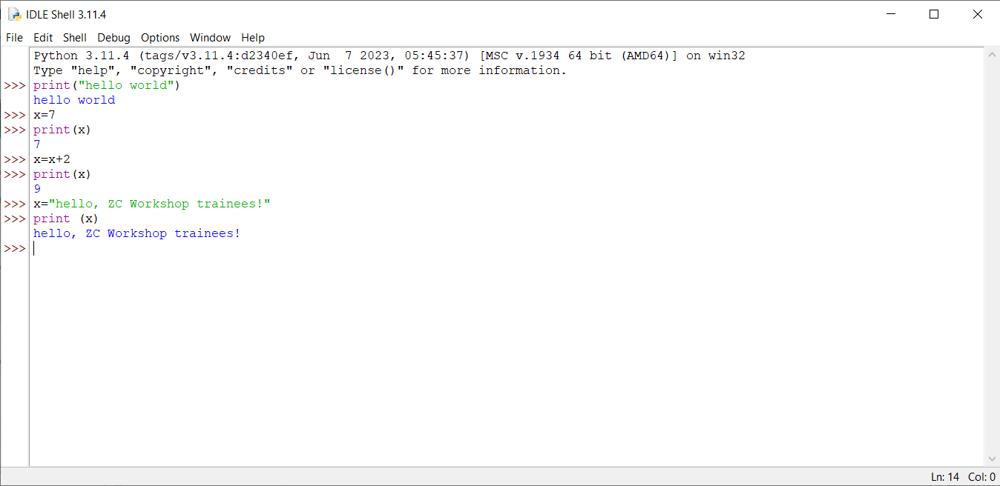 IDLE Shell 3.11.4
File Edit Shell Debug Options Window Help
Python 3.11.4 (tags/v3.11.4:d2340ef, Jun  7 2023, 05:45:37) [MSC v.1934 64 bit (AMD64)] on win32
Type "help", "copyright", "credits" or "license()" for more information.
>>> print("hello world")
hello world
>>> x=7
>>> print(x)
7
>>> x=x+2
>>> print(x)
9
>>> x="hello, ZC Workshop trainees!"
>>> print (x)
hello, ZC Workshop trainees!
>>>
Ln: 14 Col: 0